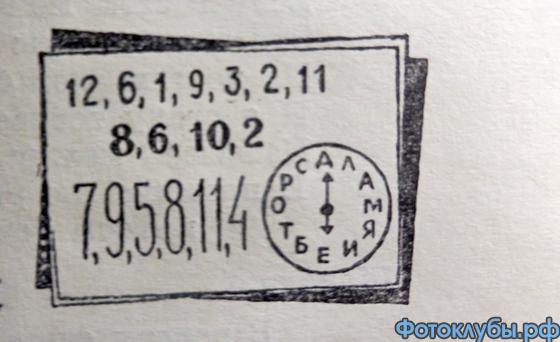 12, 6, 1, 9, 3, 2, 11
8, 6, 10, 2
7, 9, 5, 8, 11, 4
ДЛАМЯИЕБТОРС
Фотоклубы.рф